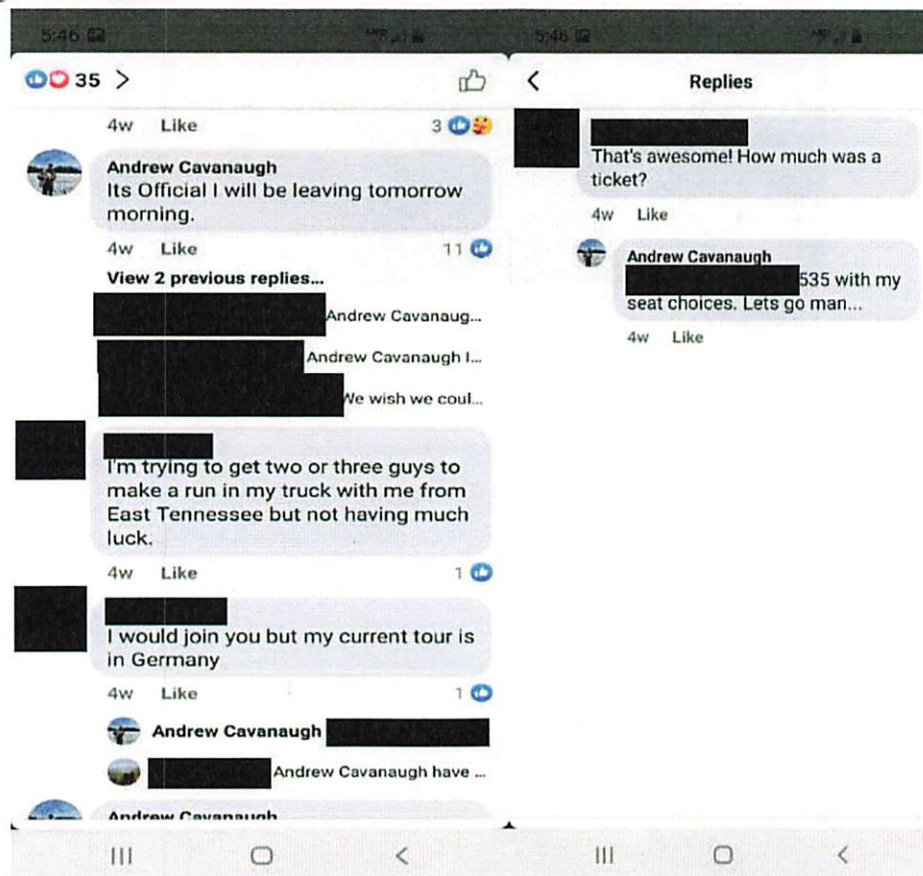 5:46
35 >
4w Like 3
Andrew Cavanaugh
Its Official I will be leaving tomorrow
morning.
4w Like 11
View 2 previous replies...
Andrew Cavanaug...
Andrew Cavanaugh I...
We wish we coul...
I'm trying to get two or three guys to
make a run in my truck with me from
East Tennessee but not having much
luck.
4w Like 1
I would join you but my current tour is
in Germany
4w Like 1
Andrew Cavanaugh
Andrew Cavanaugh have ...
Andrew Cavanaugh
5:46
Replies
That's awesome! How much was a
ticket?
4w Like
Andrew Cavanaugh
535 with my
seat choices. Lets go man...
4w Like